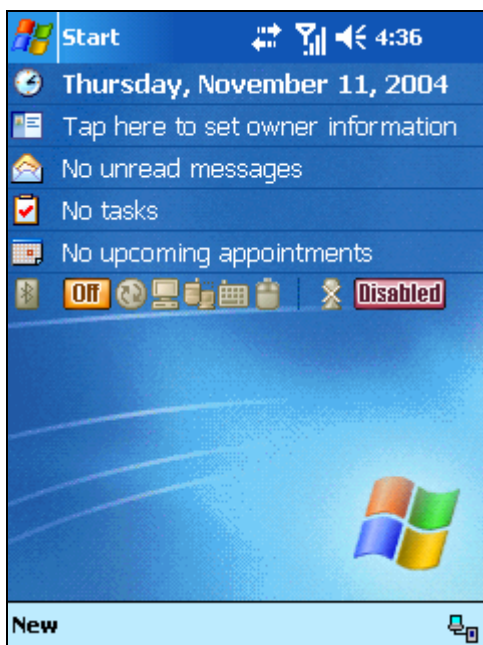 Start 4:36
Thursday, November 11, 2004
Tap here to set owner information
No unread messages
No tasks
No upcoming appointments
Off Disabled
New